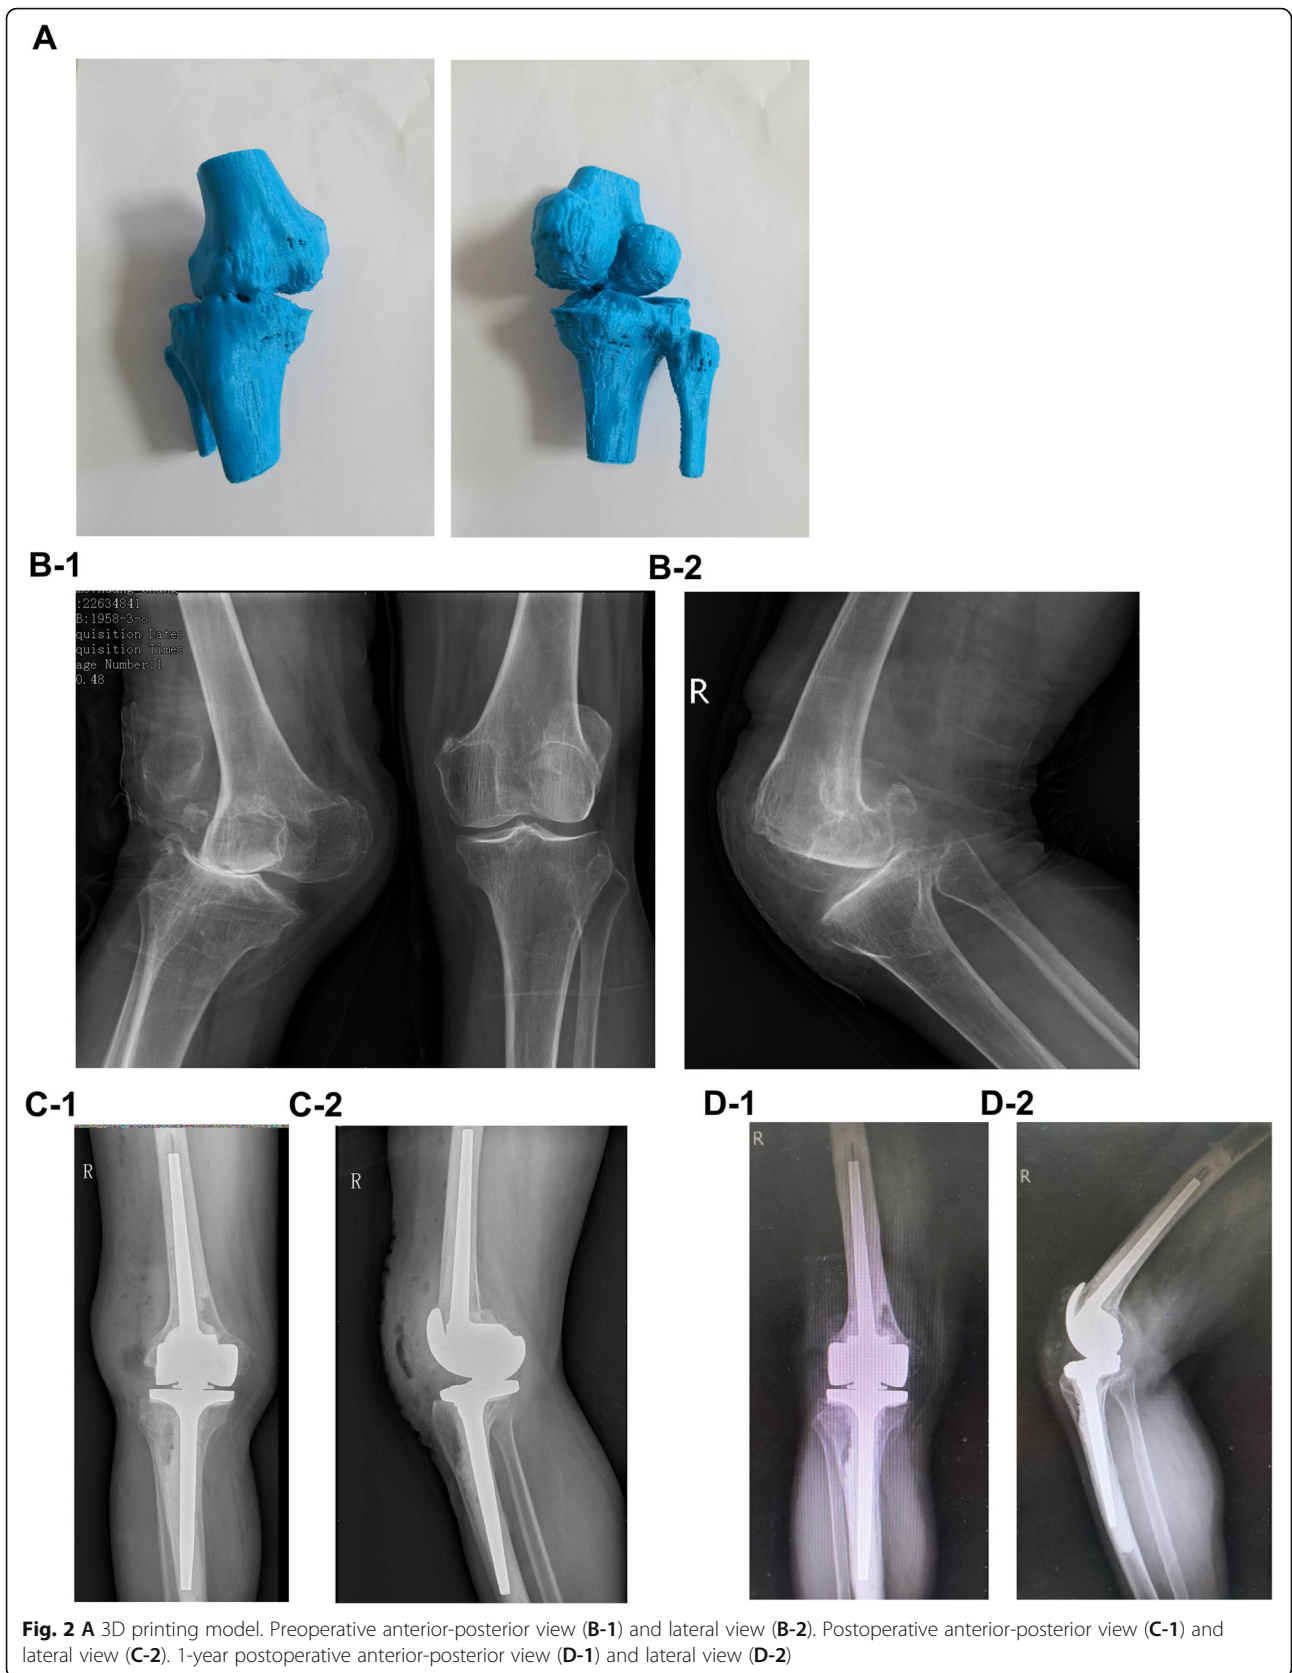 A
B-1
B-2
:22634841
B:1958-3-8
quisition Date:
quisition Time:
age Number:1
0.48
R
C-1
C-2
D-1
D-2
R
R
R
R
Fig. 2 A 3D printing model. Preoperative anterior-posterior view (B-1) and lateral view (B-2). Postoperative anterior-posterior view (C-1) and
lateral view (C-2). 1-year postoperative anterior-posterior view (D-1) and lateral view (D-2)